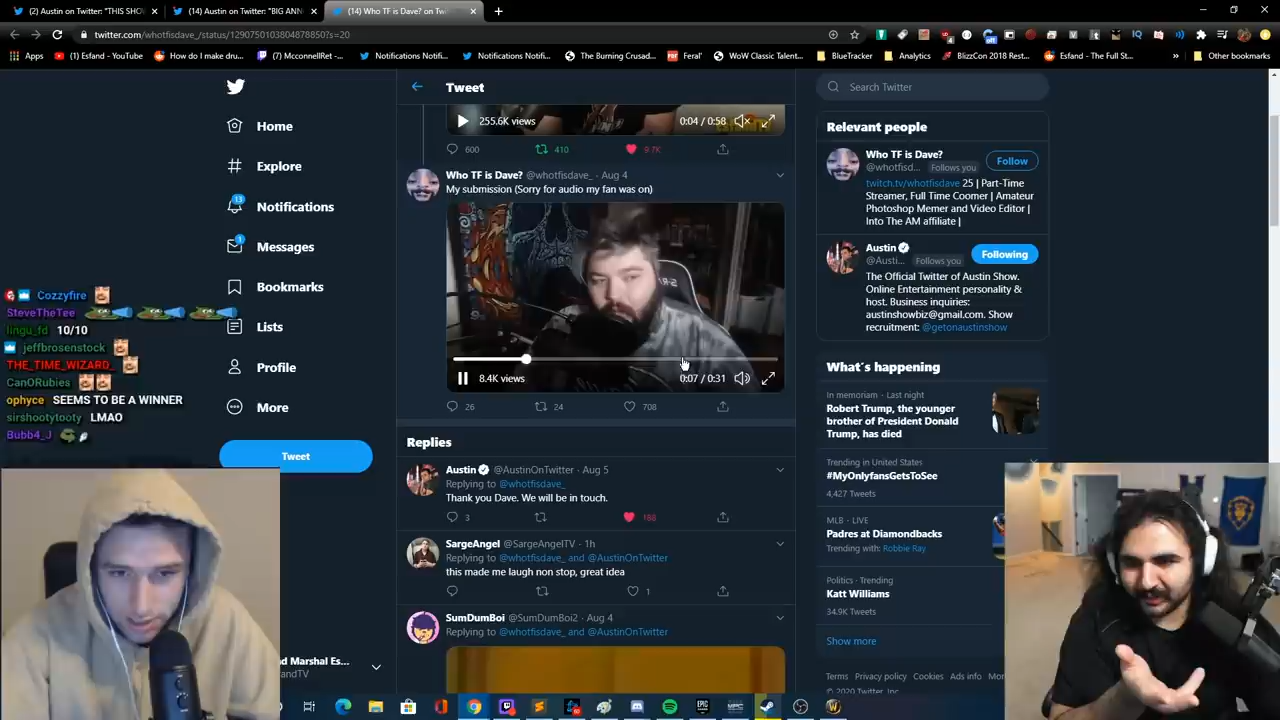 (2) Austin on Twitter: "THIS SHO
(14) Austin on Twitter: "BIG ANN
(14) Who TF is Dave? on Twi
twitter.com/whotfisdave_/status/1290750103804878850?s=20
Apps
(1) Esfand - YouTube
How do I make dru...
(7) McconnellRet -...
Notifications Notifi...
Notifications Notifi...
The Burning Crusad...
Feral'
WoW Classic Talent...
BlueTracker
Analytics
BlizzCon 2018 Rest...
Esfand - The Full St...
Other bookmarks
Home
Explore
13
Notifications
1
Messages
Bookmarks
Lists
Profile
More
Tweet
Tweet
255.6K views
0:04 / 0:58
600
410
9.7K
Who TF is Dave? @whotfisdave_ · Aug 4
My submission (Sorry for audio my fan was on)
8.4K views
0:07 / 0:31
26
24
708
Replies
Austin @AustinOnTwitter · Aug 5
Replying to @whotfisdave_
Thank you Dave. We will be in touch.
3
168
SargeAngel @SargeAngelTV · 1h
Replying to @whotfisdave_ and @AustinOnTwitter
this made me laugh non stop, great idea
1
SumDumBoi @SumDumBoi2 · Aug 4
Replying to @whotfisdave_ and @AustinOnTwitter
Search Twitter
Relevant people
Who TF is Dave?
@whotfisd... Follows you
Follow
twitch.tv/whotfisdave 25 | Part-Time
Streamer, Full Time Coomer | Amateur
Photoshop Memer and Video Editor |
Into The AM affiliate |
Austin
@Austi... Follows you
Following
The Official Twitter of Austin Show.
Online Entertainment personality &
host. Business inquiries:
austinshowbiz@gmail.com. Show
recruitment: @getonaustinshow
What's happening
In memoriam · Last night
Robert Trump, the younger
brother of President Donald
Trump, has died
Trending in United States
#MyOnlyfansGetsToSee
4,427 Tweets
MLB · LIVE
Padres at Diamondbacks
Trending with: Robbie Ray
Politics · Trending
Katt Williams
34.9K Tweets
Show more
Terms Privacy policy Cookies Ads info Mor
© 2020 Twitter, Inc.
Cozzyfire
SteveTheTee
lingu_fd 10/10
jeffbrosenstock
THE_TIME_WIZARD_
CanORubies
ophyce SEEMS TO BE A WINNER
sirshootytooty LMAO
Bubb4_J
d Marshal Es...
andTV